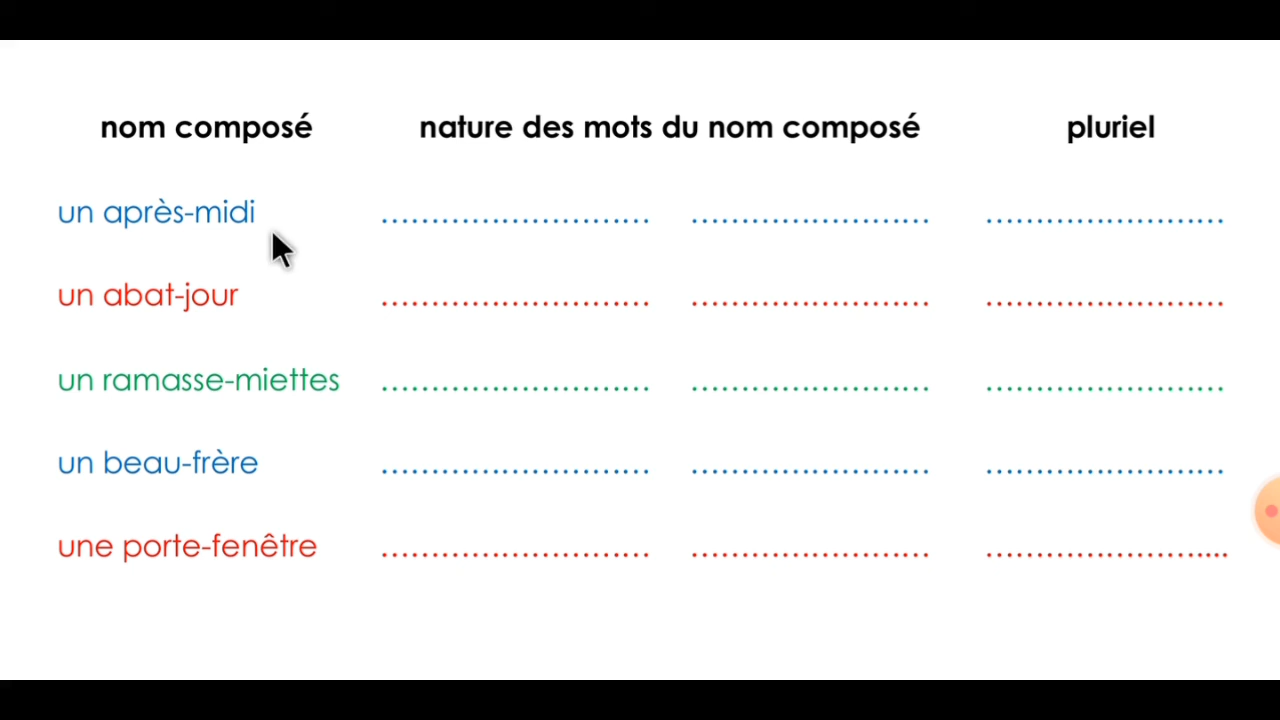 nom composé nature des mots du nom composé pluriel
un après-midi ........................... ........................ ........................
un abat-jour ........................... ........................ ........................
un ramasse-miettes ........................... ........................ ........................
un beau-frère ........................... ........................ ........................
une porte-fenêtre ........................... ........................ ........................